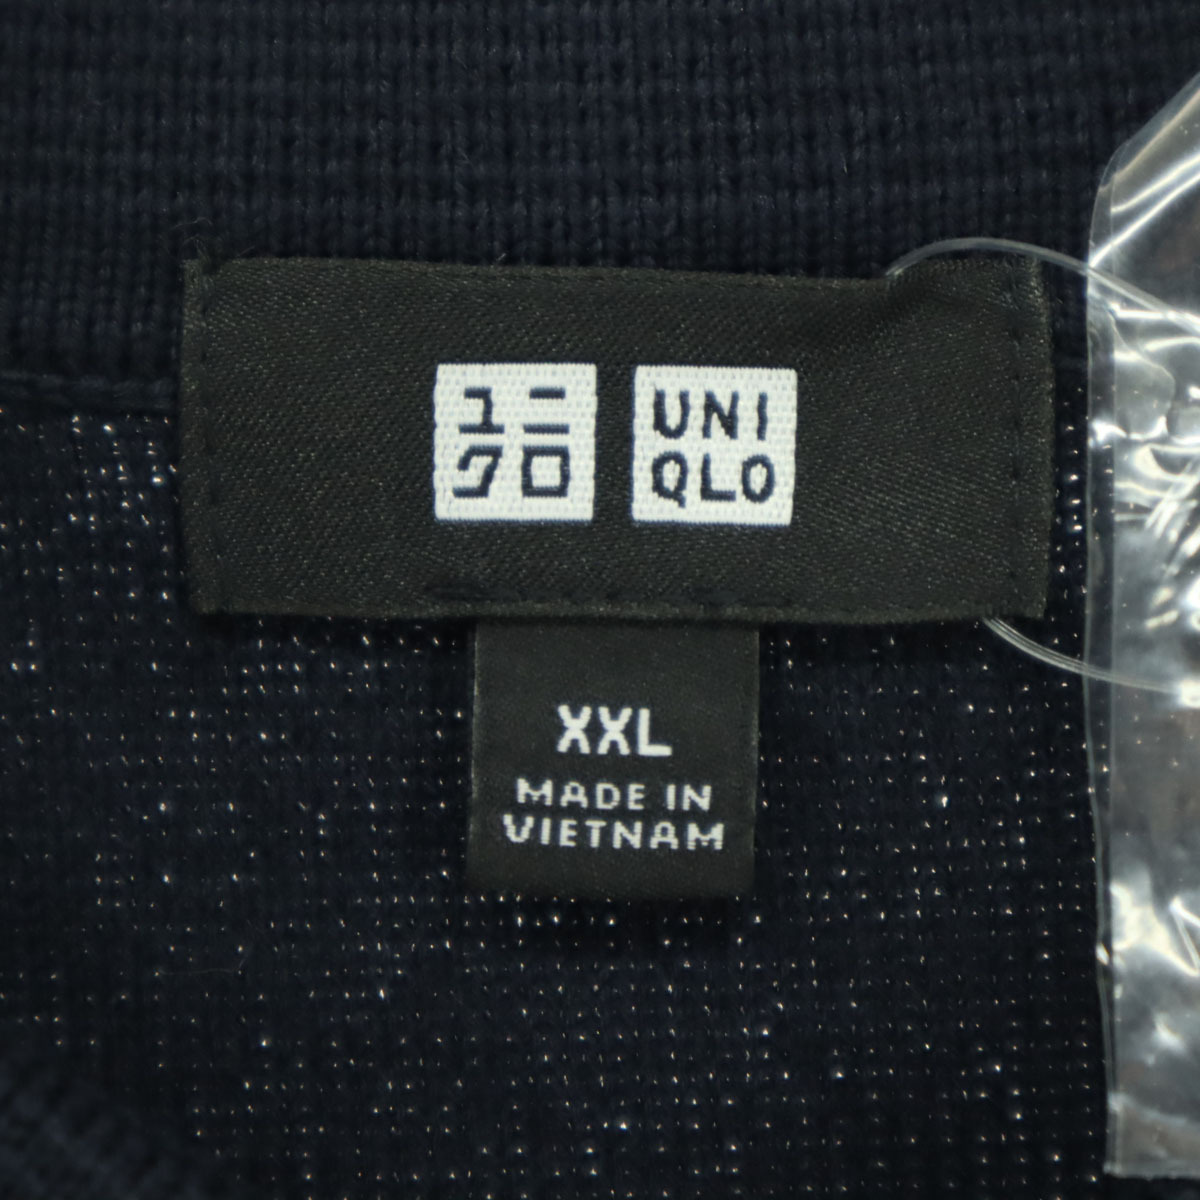 ユニ
クロ
UNI
QLO
XXL
MADE IN
VIETNAM